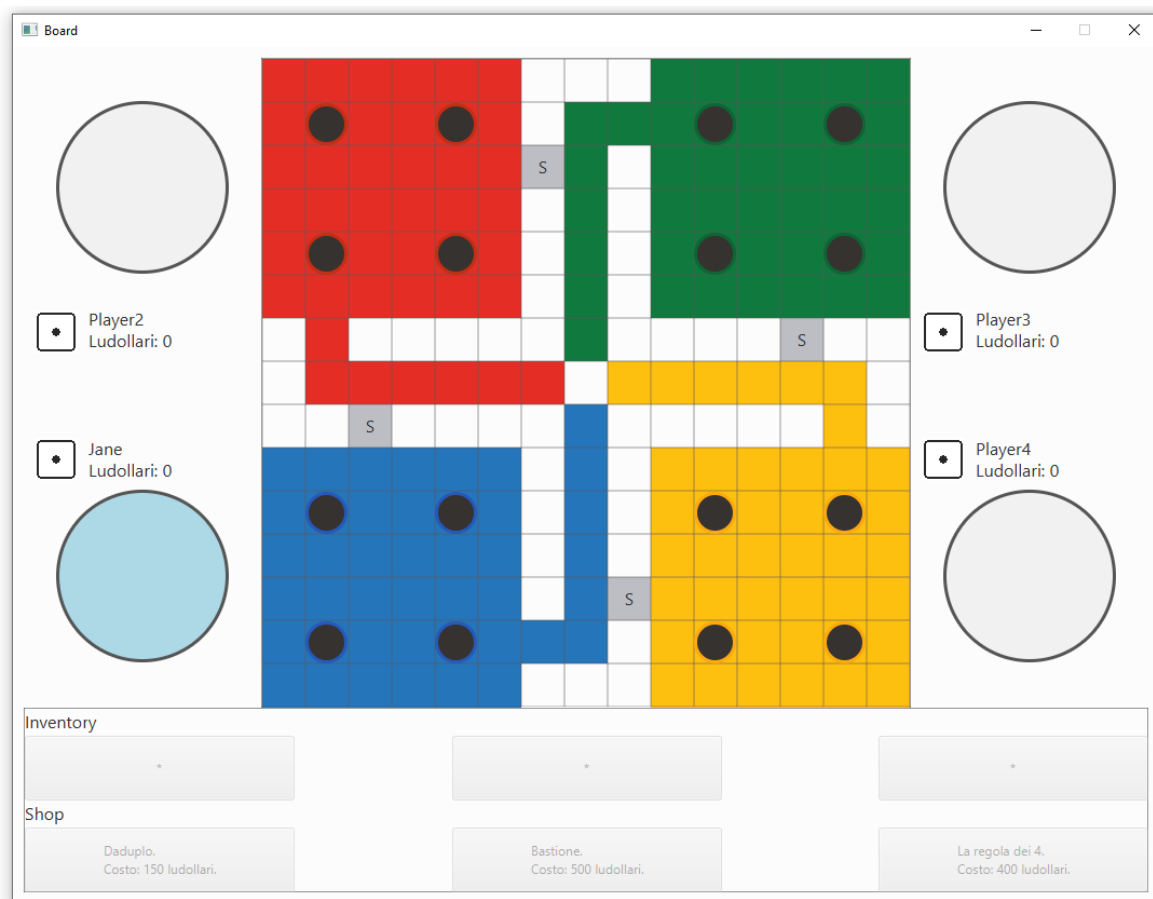 Board
S
Player2
Ludollari: 0
Player3
Ludollari: 0
S
S
Jane
Ludollari: 0
Player4
Ludollari: 0
S
Inventory
*
*
*
Shop
Daduplo.
Costo: 150 ludollari.
Bastione.
Costo: 500 ludollari.
La regola dei 4.
Costo: 400 ludollari.